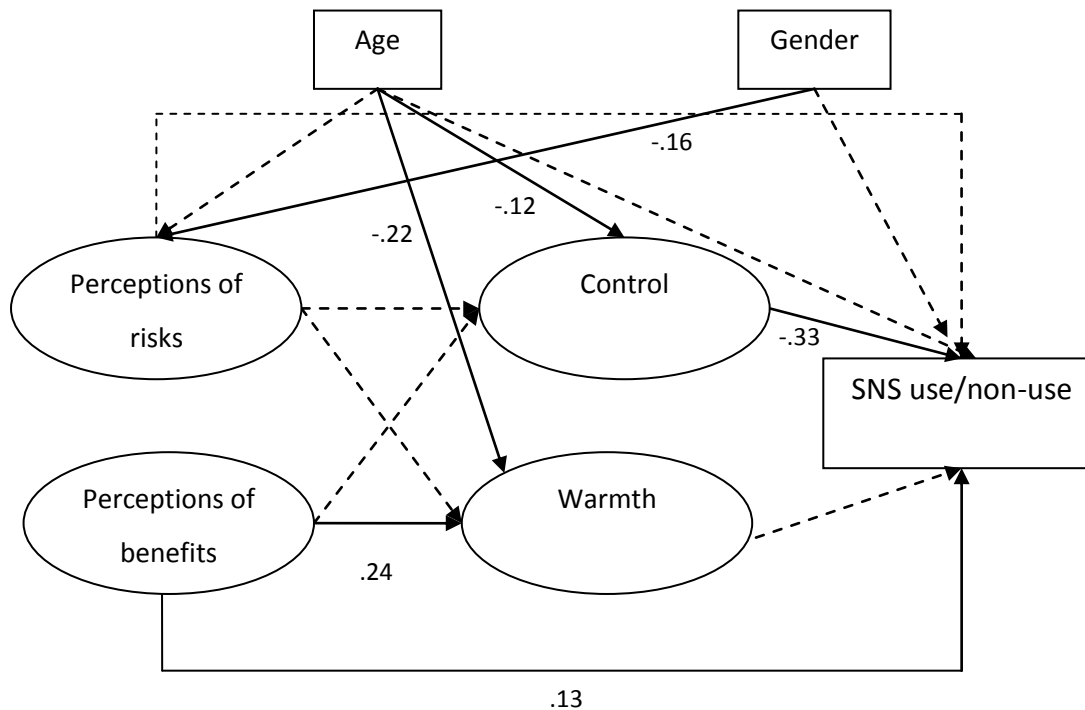 Age
Gender
-.16
-.12
-.22
Perceptions of
risks
Control
-.33
SNS use/non-use
Perceptions of
benefits
Warmth
.24
.13